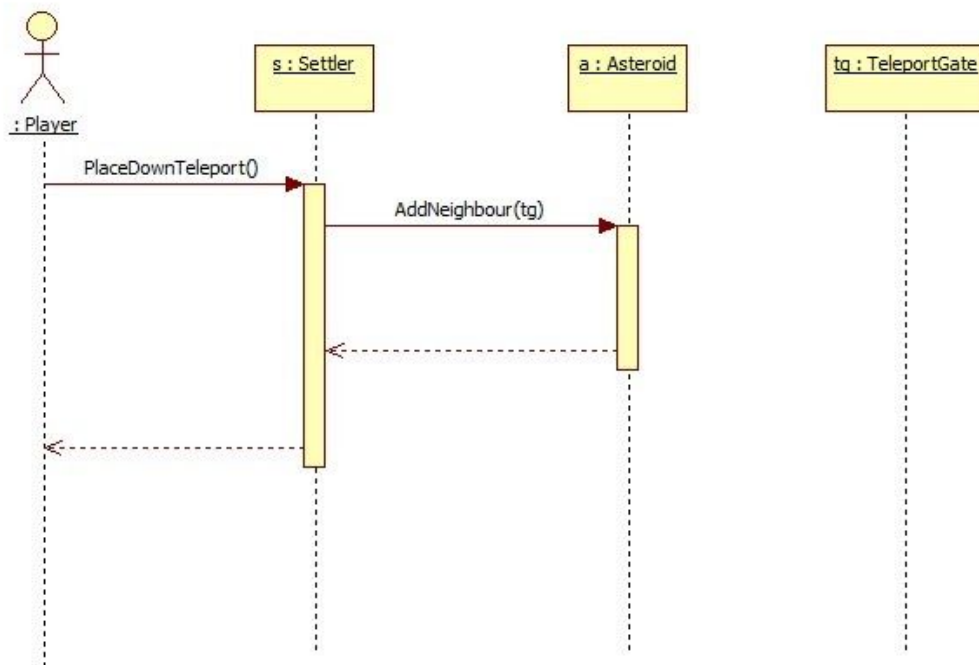 : Player
s : Settler
a : Asteroid
tg : TeleportGate
PlaceDownTeleport()
AddNeighbour(tg)